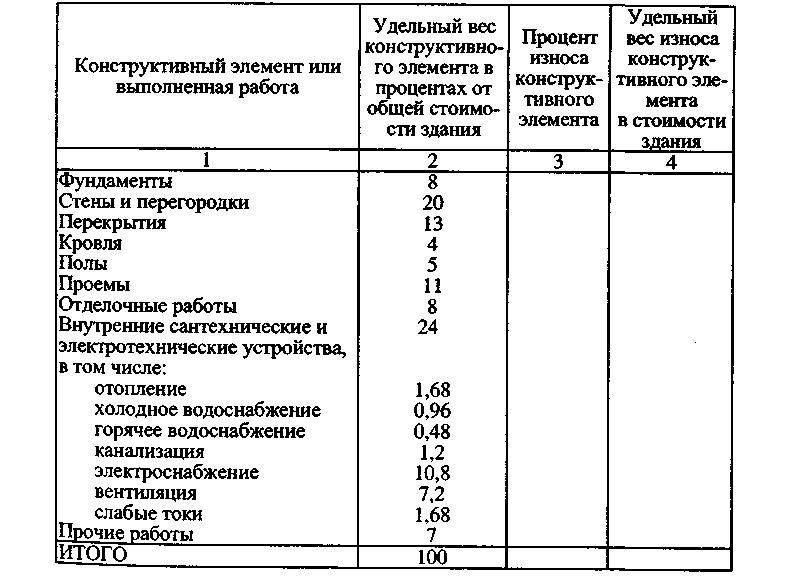 Конструктивный элемент или
выполненная работа
Удельный вес
конструктивно-
го элемента в
процентах от
общей стоимо-
сти здания
Процент
износа
конструк-
тивного
элемента
Удельный
вес износа
конструк-
тивного эле-
мента
в стоимости
здания
1 2 3 4
Фундаменты 8
Стены и перегородки 20
Перекрытия 13
Кровля 4
Полы 5
Проемы 11
Отделочные работы 8
Внутренние сантехнические и 24
электротехнические устройства,
в том числе:
отопление 1,68
холодное водоснабжение 0,96
горячее водоснабжение 0,48
канализация 1,2
электроснабжение 10,8
вентиляция 7,2
слабые токи 1,68
Прочие работы 7
ИТОГО 100